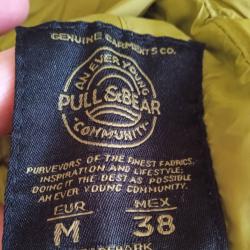 GENUINE GARMENTS CO.
AN EVER YOUNG
PULL&BEAR
·COMMUNITY·
PURVEYORS OF THE FINEST FABRICS,
INSPIRATION AND LIFESTYLE;
DOING IT THE BEST AS POSSIBLE
AN EVER YOUNG COMMUNITY.
EUR MEX
M 38